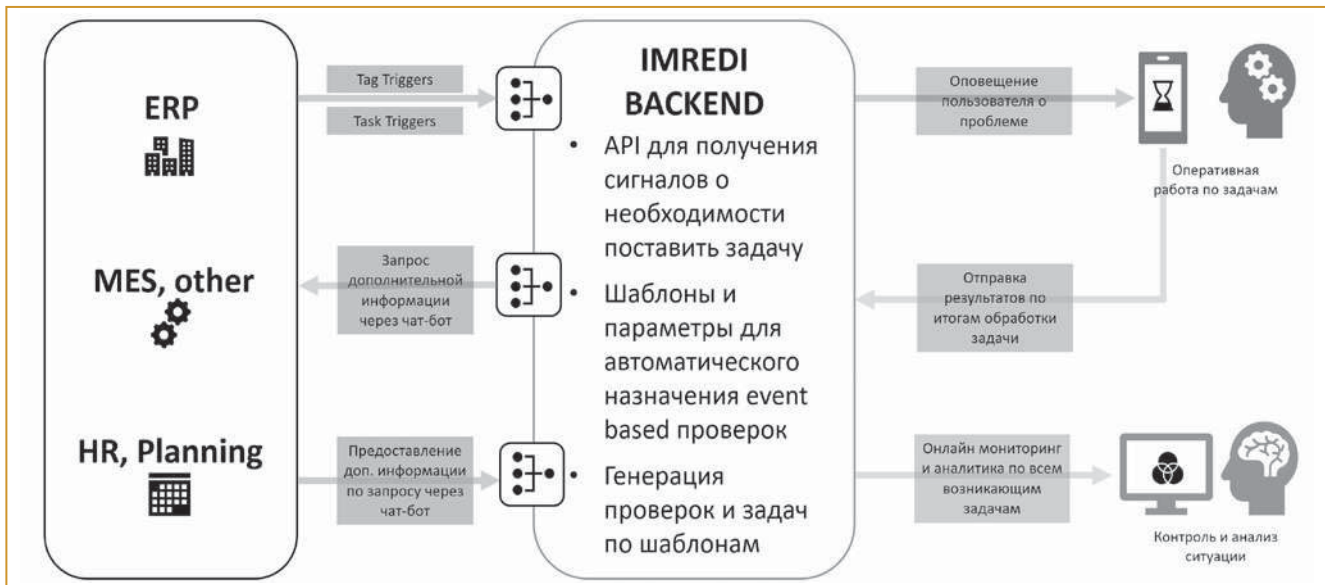 ERP
MES, other
HR, Planning
Tag Triggers
Task Triggers
Запрос
дополнительной
информации
через чат-бот
Предоставление
доп. информации
по запросу через
чат-бот
IMREDI
BACKEND
• API для получения
сигналов о
необходимости
поставить задачу
• Шаблоны и
параметры для
автоматического
назначения event
based проверок
• Генерация
проверок и задач
по шаблонам
Оповещение
пользователя о
проблеме
Оперативная
работа по задачам
Отправка
результатов по
итогам обработки
задачи
Онлайн мониторинг
и аналитика по всем
возникающим
задачам
Контроль и анализ
ситуации